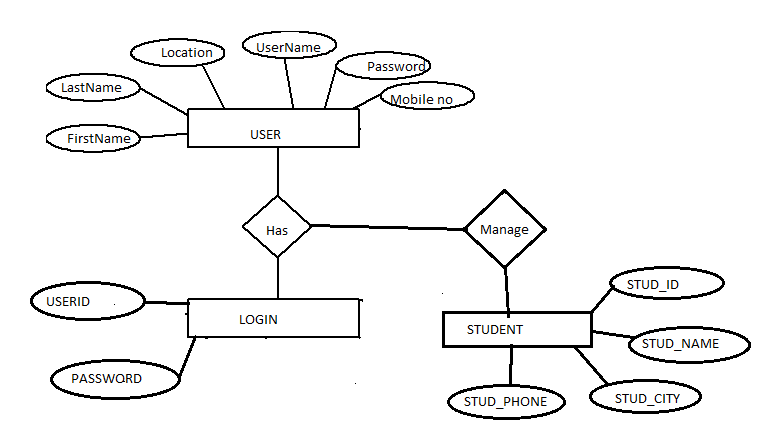 UserName
Location
Password
LastName
Mobile no
USER
FirstName
Has
Manage
STUD_ID
USERID
LOGIN
STUDENT
STUD_NAME
PASSWORD
STUD_PHONE
STUD_CITY